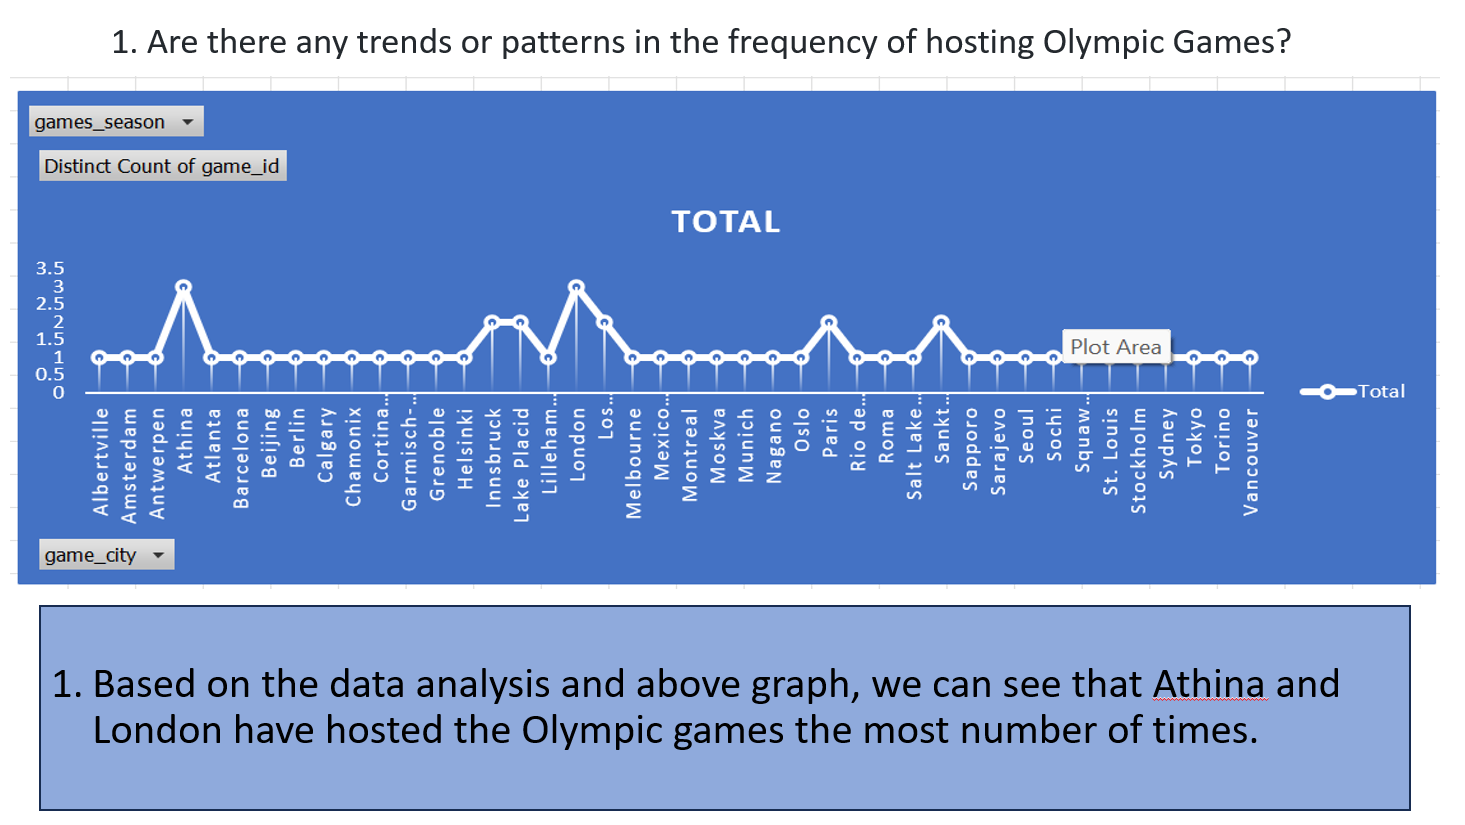 1. Are there any trends or patterns in the frequency of hosting Olympic Games?
games_season
Distinct Count of game_id
TOTAL
3.5
3
2.5
2
1.5
1
0.5
0
Plot Area
Total
Albertville
Amsterdam
Antwerpen
Athina
Atlanta
Barcelona
Beijing
Berlin
Calgary
Chamonix
Cortina...
Garmisch-...
Grenoble
Helsinki
Innsbruck
Lake Placid
Lilleham...
London
Los...
Melbourne
Mexico...
Montreal
Moskva
Munich
Nagano
Oslo
Paris
Rio de...
Roma
Salt Lake...
Sankt...
Sapporo
Sarajevo
Seoul
Sochi
Squaw...
St. Louis
Stockholm
Sydney
Tokyo
Torino
Vancouver
game_city
1. Based on the data analysis and above graph, we can see that Athina and
London have hosted the Olympic games the most number of times.